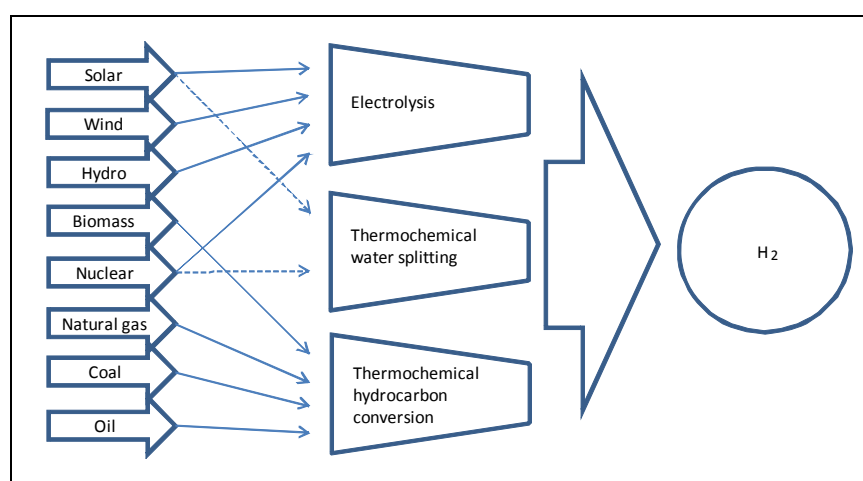 Solar
Wind
Hydro
Biomass
Nuclear
Natural gas
Coal
Oil
Electrolysis
Thermochemical
water splitting
Thermochemical
hydrocarbon
conversion
H2